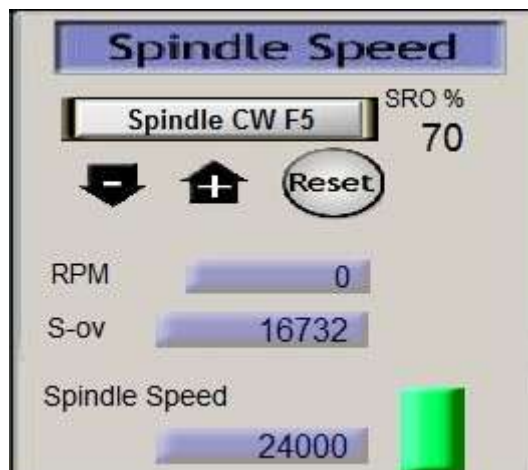 Spindle Speed
Spindle CW F5
SRO %
70
-
+
Reset
RPM
0
S-ov
16732
Spindle Speed
24000